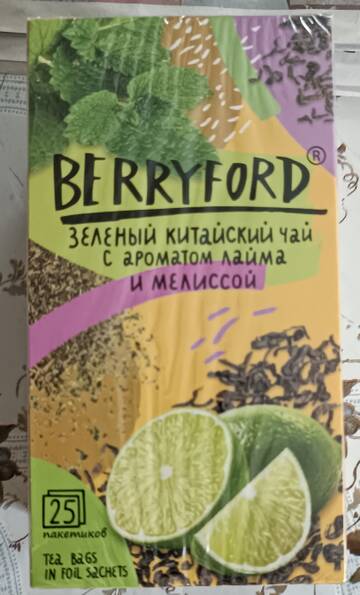 BERRYFORD®
ЗЕЛЕНЫЙ КИТАЙСКИЙ ЧАЙ
С АРОМАТОМ ЛАЙМА
И МЕЛИССОЙ
25
пакетиков
TEA BAGS
IN FOIL SACHETS